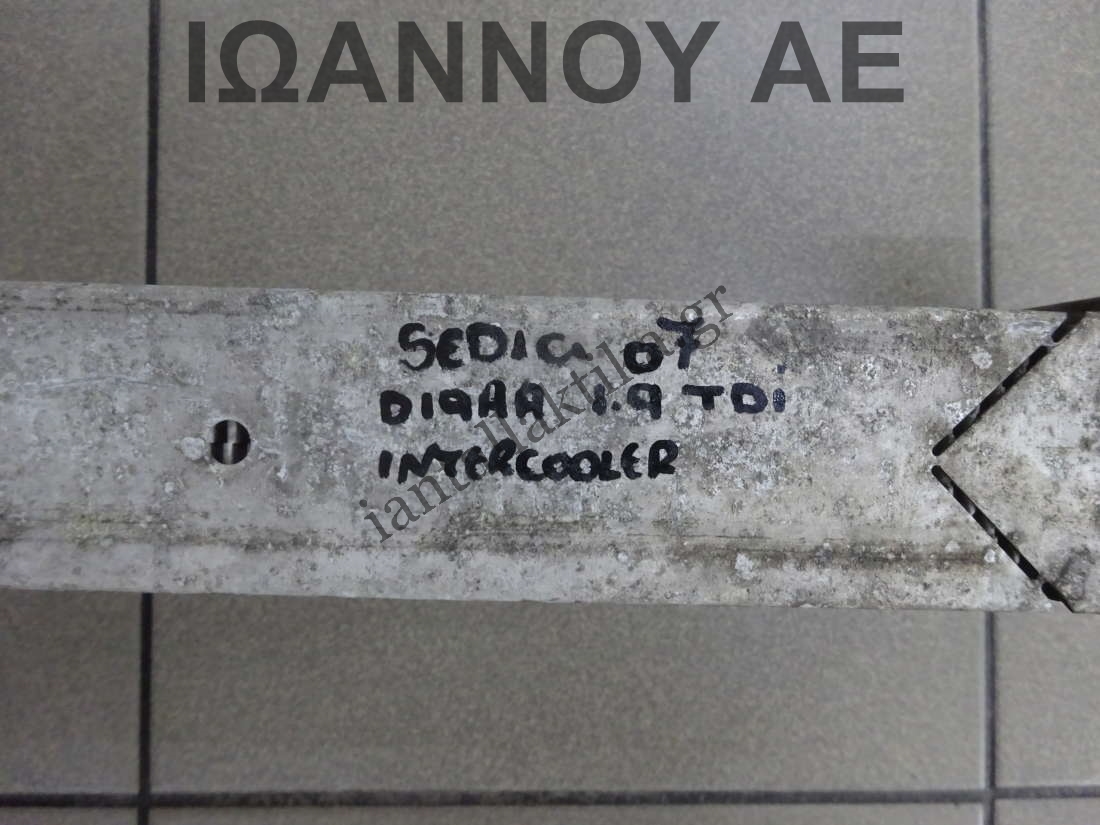 ΙΩΑΝΝΟΥ ΑΕ
SEDICI 07
D19AA 1.9 TDi
INTERCOOLER
iantallaktika.gr